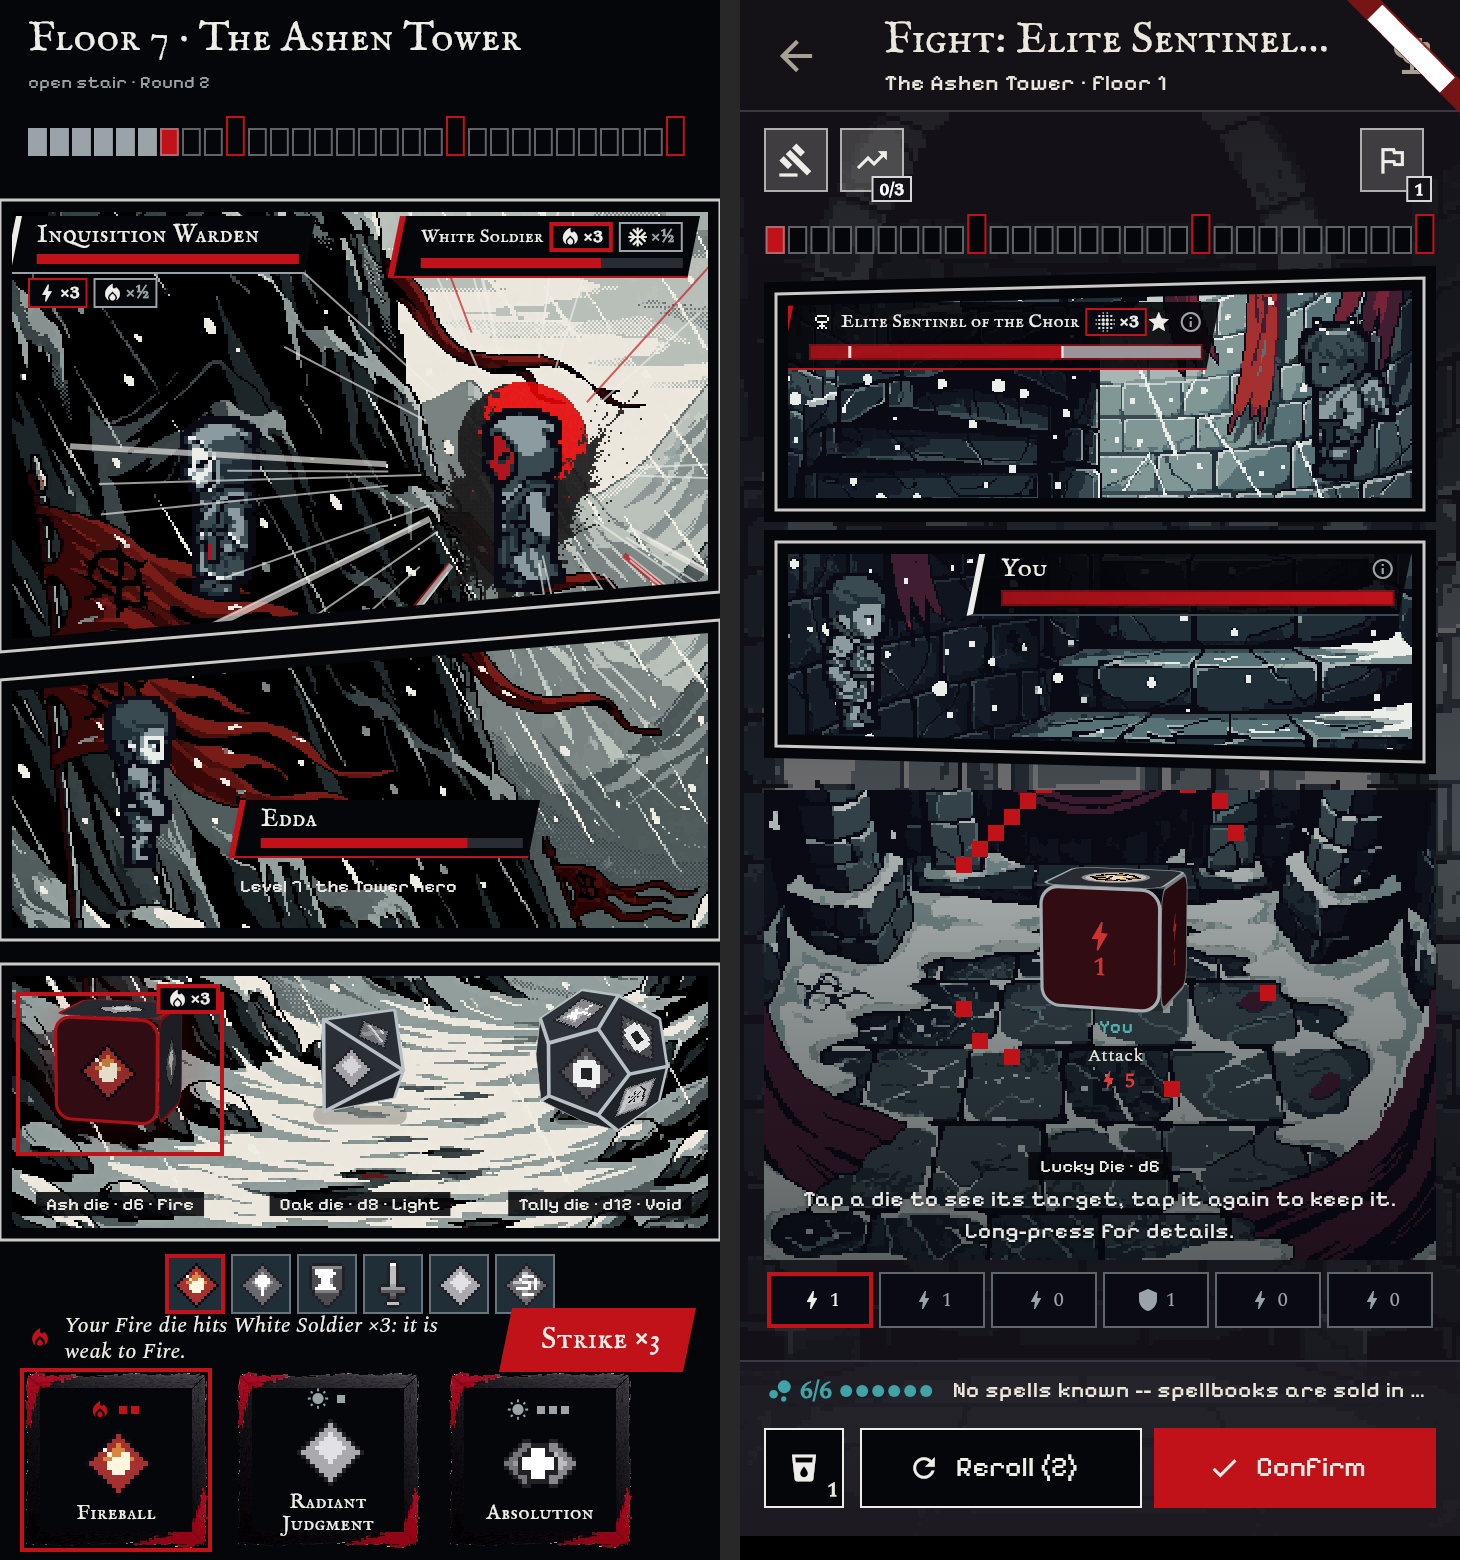 Floor 7 · The Ashen Tower
open stair · Round 2
Inquisition Warden
×3
×½
White Soldier
×3
×½
Edda
Level 7 · the Tower hero
×3
Ash die · d6 · Fire
Oak die · d8 · Light
Tally die · d12 · Void
Your Fire die hits White Soldier ×3: it is
weak to Fire.
Strike ×3
Fireball
Radiant
Judgment
Absolution
Fight: Elite Sentinel...
The Ashen Tower · Floor 1
0/3
1
Elite Sentinel of the Choir
×3
You
1
You
Attack
5
Lucky Die · d6
Tap a die to see its target, tap it again to keep it.
Long-press for details.
1
1
0
1
0
0
6/6
No spells known -- spellbooks are sold in ...
1
Reroll (2)
Confirm